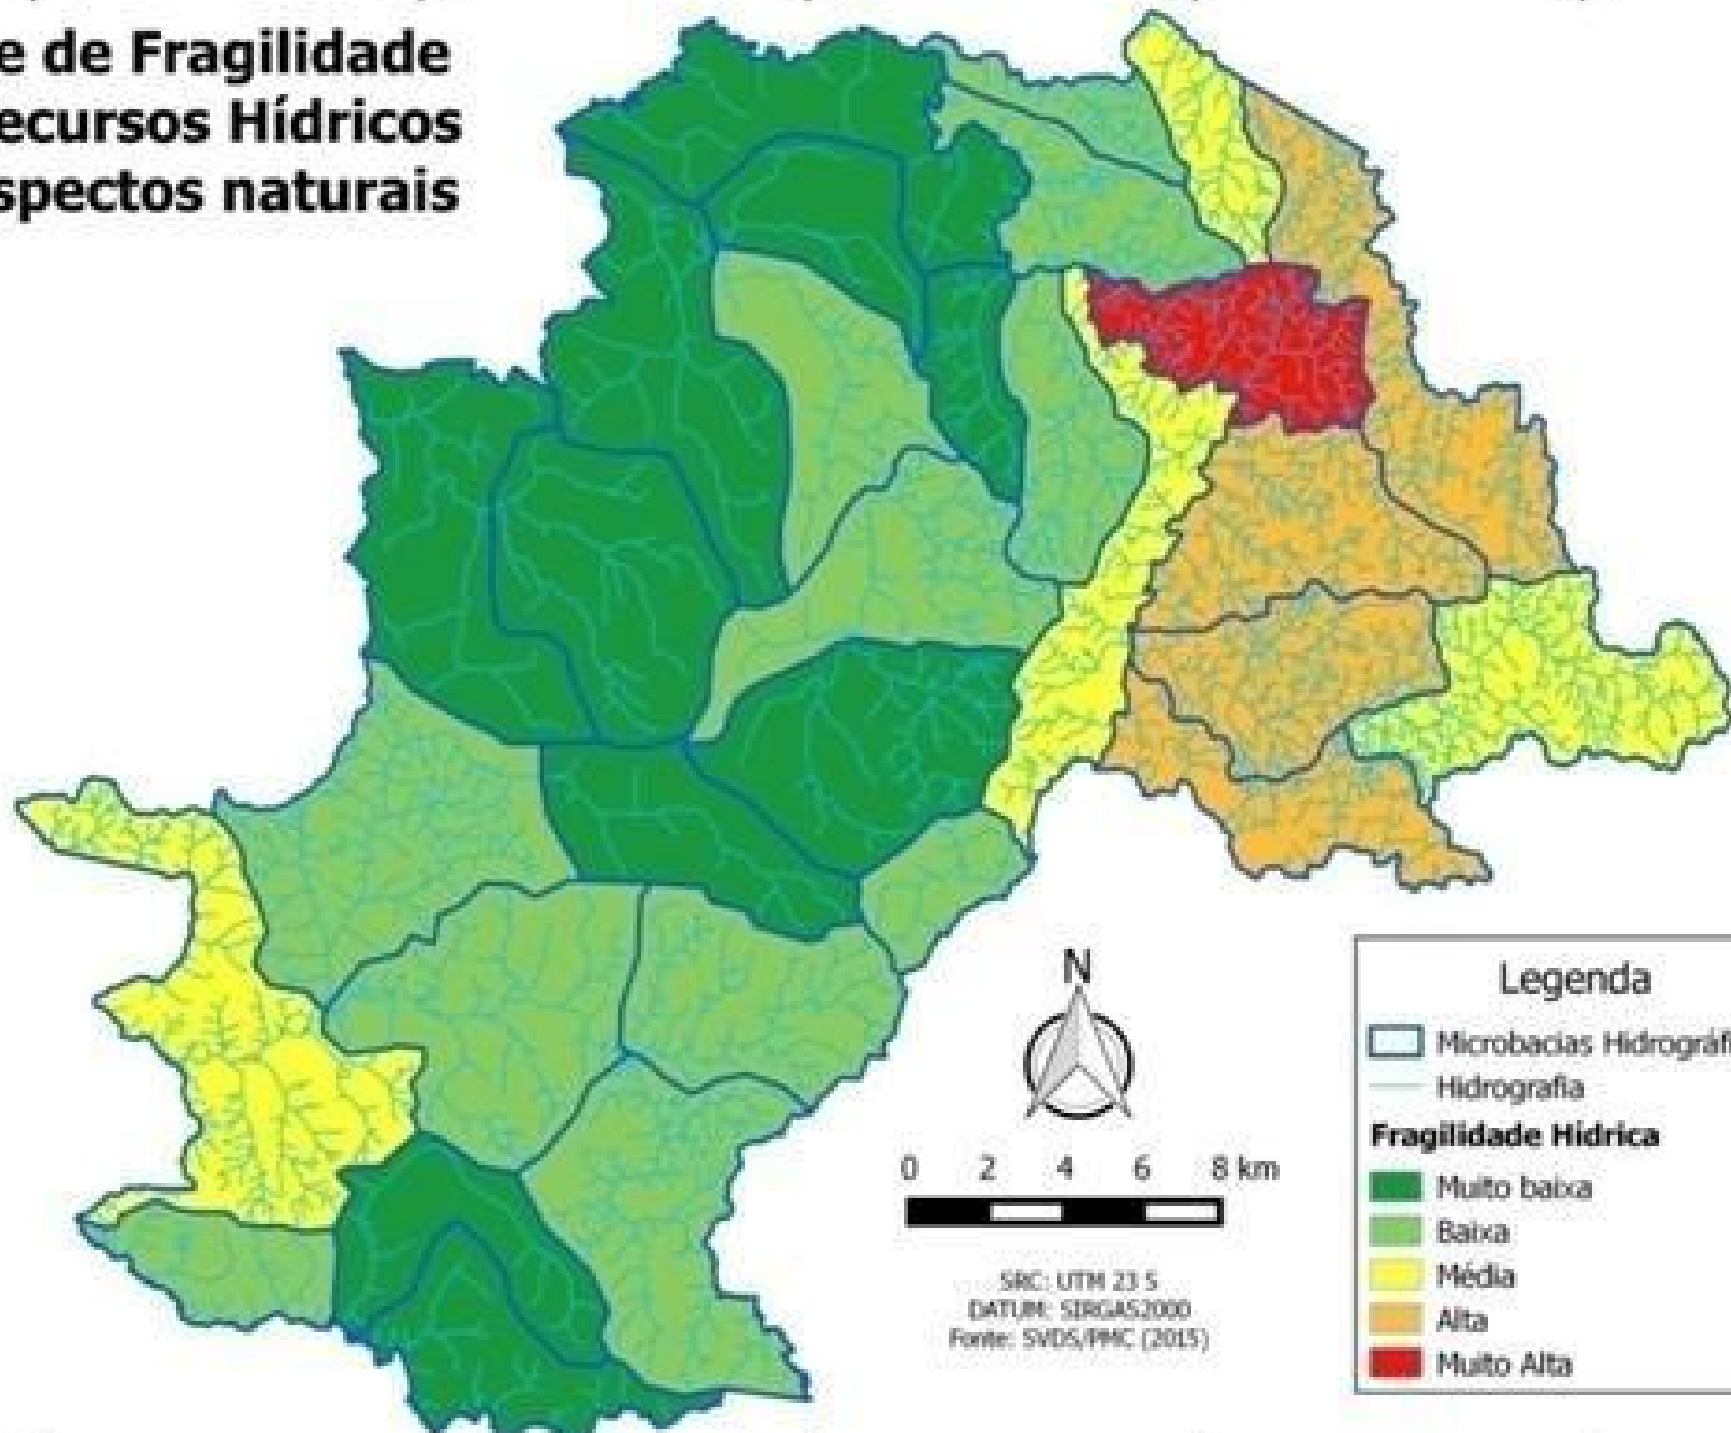 e de Fragilidade
ecursos Hídricos
spectos naturais
N
0 2 4 6 8 km
SRC: UTM 23 S
DATUM: SIRGAS2000
Fonte: SVDS/PMC (2015)
Legenda
Microbacias Hidrográfi
Hidrografia
Fragilidade Hídrica
Muito baixa
Baixa
Média
Alta
Muito Alta